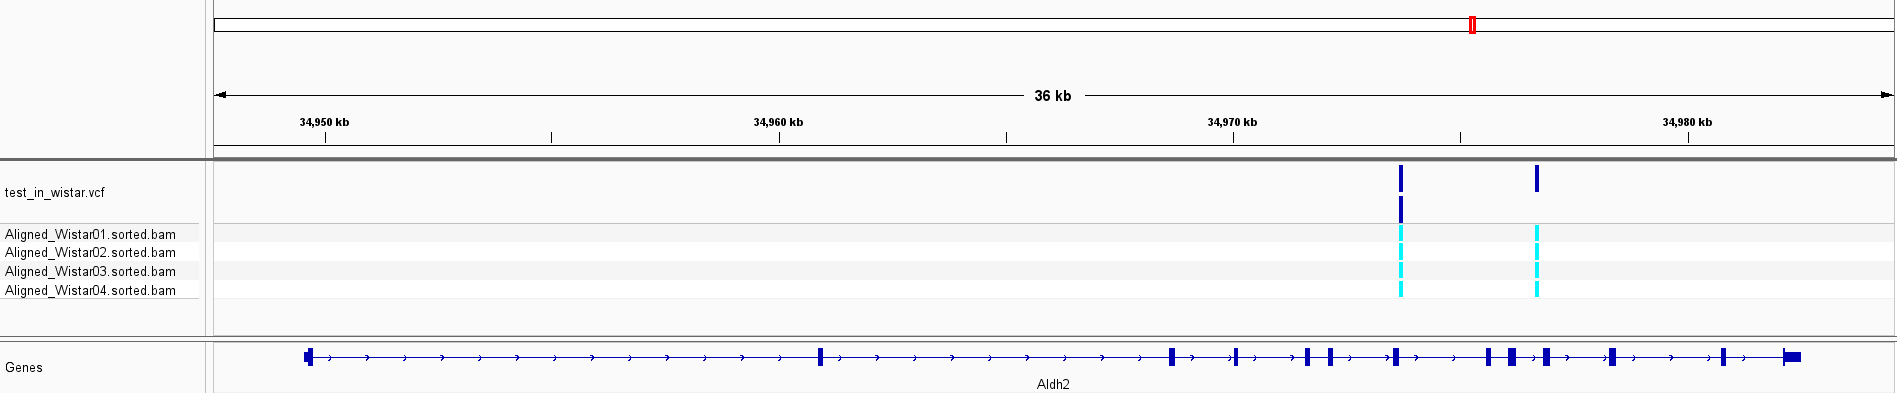 36 kb
34,950 kb 34,960 kb 34,970 kb 34,980 kb
test_in_wistar.vcf
Aligned_Wistar01.sorted.bam
Aligned_Wistar02.sorted.bam
Aligned_Wistar03.sorted.bam
Aligned_Wistar04.sorted.bam
Genes
Aldh2